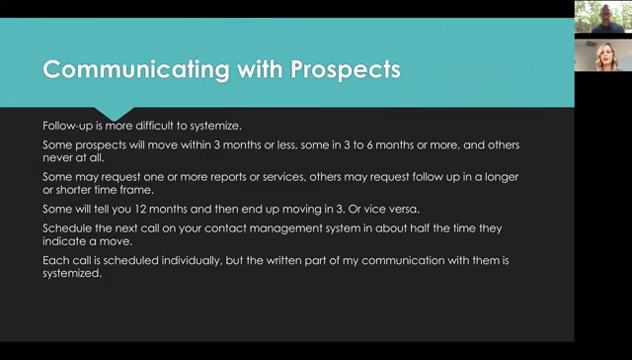 Communicating with Prospects
Follow-up is more difficult to systemize.
Some prospects will move within 3 months or less, some in 3 to 6 months or more, and others
never at all.
Some may request one or more reports or services, others may request follow up in a longer
or shorter time frame.
Some will tell you 12 months and then end up moving in 3. Or vice versa.
Schedule the next call on your contact management system in about half the time they
indicate a move.
Each call is scheduled individually, but the written part of my communication with them is
systemized.